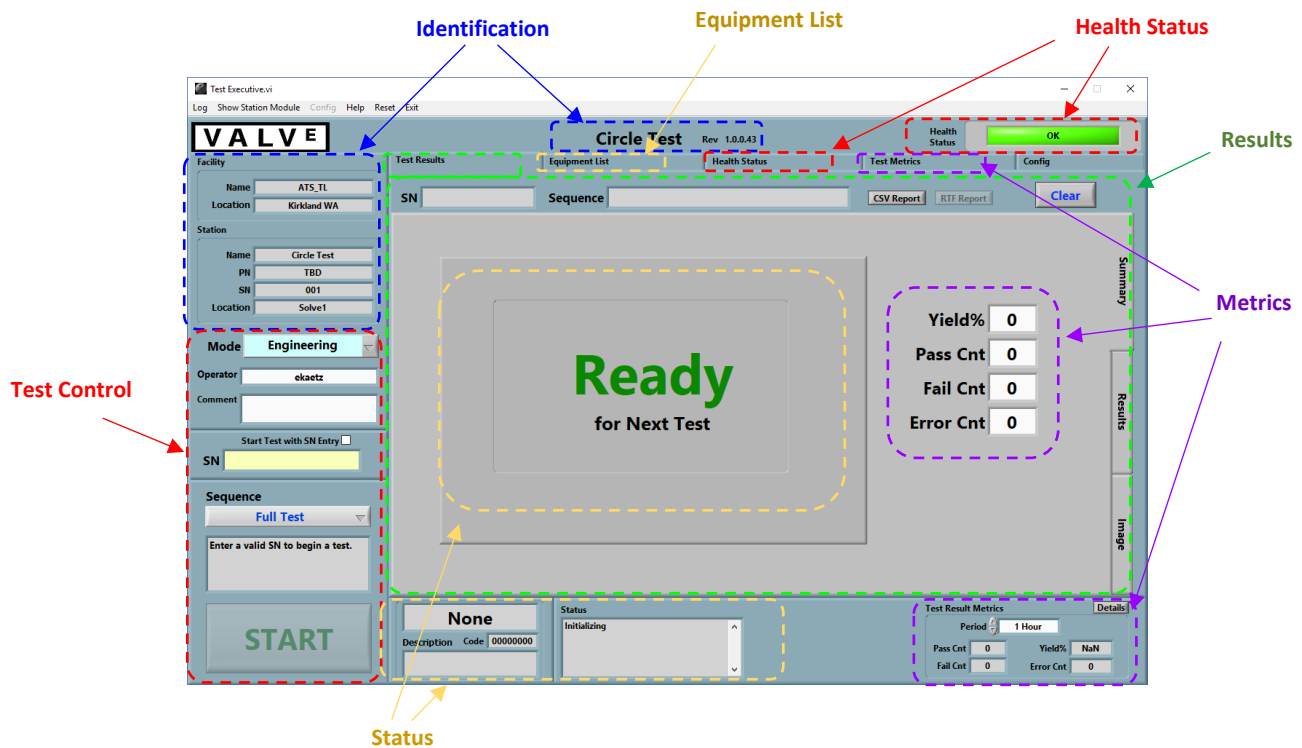 Identification
Equipment List
Health Status
Test Executive.vi
Log Show Station Module Config Help Reset Exit
VALVE
Circle Test Rev 1.0.0.43
Health Status
OK
Results
Facility
Name ATS_TL
Location Kirkland WA
Station
Name Circle Test
PN TBD
SN 001
Location Solve1
Test Results Equipment List Health Status Test Metrics Config
SN Sequence CSV Report RTF Report Clear
Summary
Results
Image
Ready
for Next Test
Yield% 0
Pass Cnt 0
Fail Cnt 0
Error Cnt 0
Metrics
Test Control
Mode Engineering
Operator ekaetz
Comment
Start Test with SN Entry
SN
Sequence
Full Test
Enter a valid SN to begin a test.
START
None
Description Code 00000000
Status
Initializing
Test Result Metrics Details
Period 1 Hour
Pass Cnt 0 Yield% NaN
Fail Cnt 0 Error Cnt 0
Status